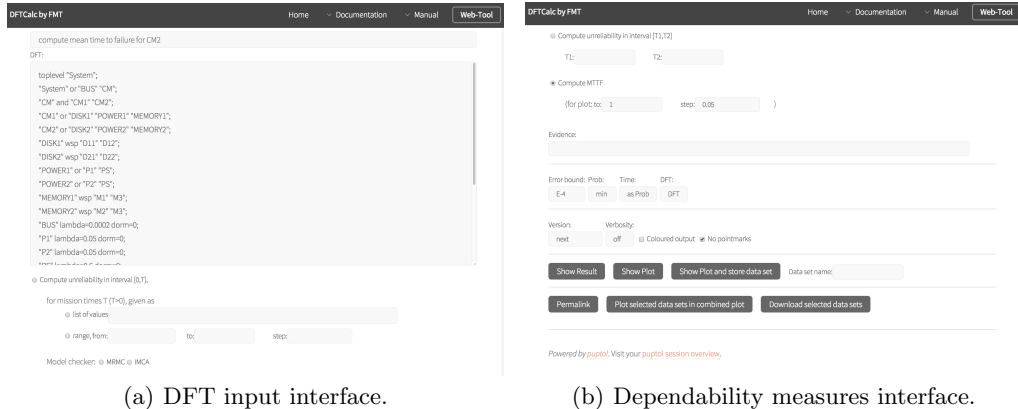 DFTCalc by FMT Home Documentation Manual Web-Tool
compute mean time to failure for CM2
DFT:
toplevel "System";
"System" or "BUS" "CM";
"CM" and "CM1" "CM2";
"CM1" or "DISK1" "POWER1" "MEMORY1";
"CM2" or "DISK2" "POWER2" "MEMORY2";
"DISK1" wsp "D11" "D12";
"DISK2" wsp "D21" "D22";
"POWER1" or "P1" "PS";
"POWER2" or "P2" "PS";
"MEMORY1" wsp "M1" "M3";
"MEMORY2" wsp "M2" "M3";
"BUS" lambda=0.0002 dorm=0;
"P1" lambda=0.05 dorm=0;
"P2" lambda=0.05 dorm=0;
Compute unreliability in interval [0,T],
for mission times T (T>0), given as
list of values
range, from: to: step:
Model checker: MRMC IMCA
(a) DFT input interface.
DFTCalc by FMT Home Documentation Manual Web-Tool
Compute unreliability in interval [T1,T2]
T1: T2:
Compute MTTF
(for plot: to: 1 step: 0.05 )
Evidence:
Error bound: Prob: Time: DFT:
E-4 min as Prob DFT
Version: Verbosity:
next off Coloured output No pointmarks
Show Result Show Plot Show Plot and store data set Data set name:
Permalink Plot selected data sets in combined plot Download selected data sets
Powered by puptol. Visit your puptol session overview.
(b) Dependability measures interface.